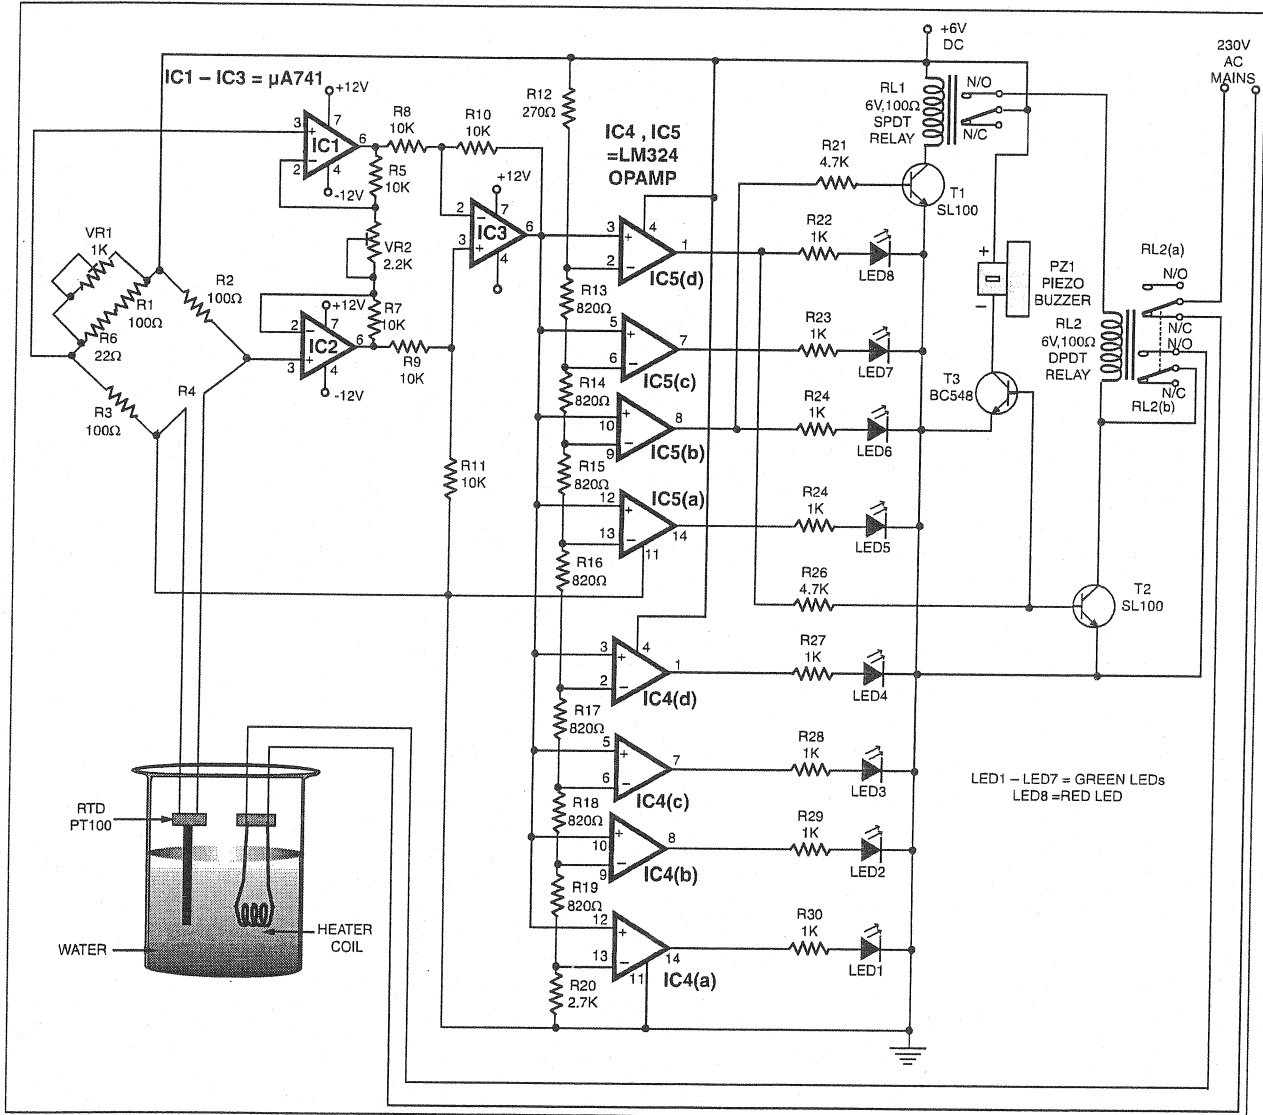 +6V
DC
230V
AC
MAINS
IC1 – IC3 = µA741
+12V
R12
270Ω
RL1
6V,100Ω
SPDT
RELAY
N/O
N/C
3
+
IC1
7
6
2
−
4
-12V
R8
10K
R10
10K
R5
10K
IC4 , IC5
=LM324
OPAMP
R21
4.7K
T1
SL100
VR1
1K
R1
100Ω
R6
22Ω
R2
100Ω
R3
100Ω
R4
VR2
2.2K
+12V
2
−
IC3
7
6
3
+
4
+12V
2
−
IC2
7
6
3
+
4
-12V
R7
10K
R9
10K
R11
10K
3
+
4
1
2
−
IC5(d)
R22
1K
LED8
R13
820Ω
5
+
7
6
−
IC5(c)
R23
1K
LED7
R14
820Ω
+
10
8
−
9
IC5(b)
R24
1K
LED6
R15
820Ω
IC5(a)
12
+
13
−
14
11
R24
1K
LED5
R16
820Ω
R26
4.7K
+
−
PZ1
PIEZO
BUZZER
T3
BC548
RL2
6V,100Ω
DPDT
RELAY
RL2(a)
N/O
N/C
N/O
N/C
RL2(b)
T2
SL100
3
+
4
1
2
−
IC4(d)
R27
1K
LED4
R17
820Ω
5
+
7
6
−
IC4(c)
R28
1K
LED3
R18
820Ω
+
10
8
−
9
IC4(b)
R29
1K
LED2
R19
820Ω
12
+
13
−
14
11
IC4(a)
R30
1K
LED1
R20
2.7K
LED1 – LED7 = GREEN LEDs
LED8 =RED LED
RTD
PT100
WATER
HEATER
COIL